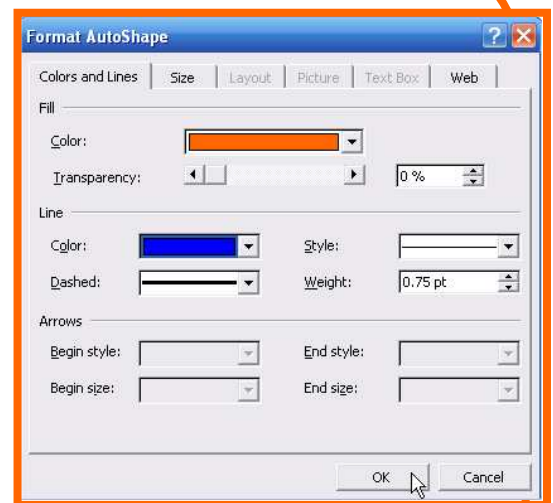 Format AutoShape
Colors and Lines Size Layout Picture Text Box Web
Fill
Color:
Transparency: 0 %
Line
Color: Style:
Dashed: Weight: 0.75 pt
Arrows
Begin style: End style:
Begin size: End size:
OK Cancel